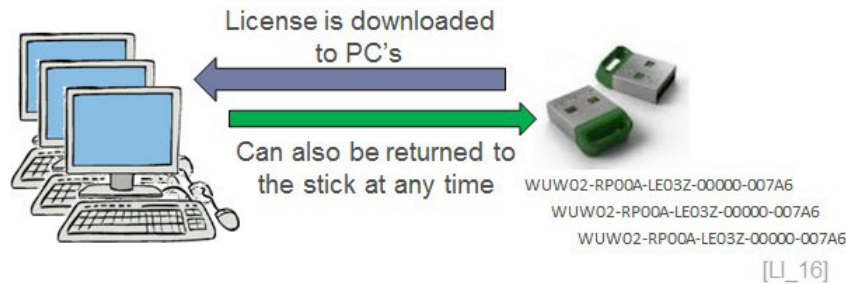 License is downloaded
to PC's
Can also be returned to
the stick at any time
WUW02-RP00A-LE03Z-00000-007A6
WUW02-RP00A-LE03Z-00000-007A6
WUW02-RP00A-LE03Z-00000-007A6
[LI_16]